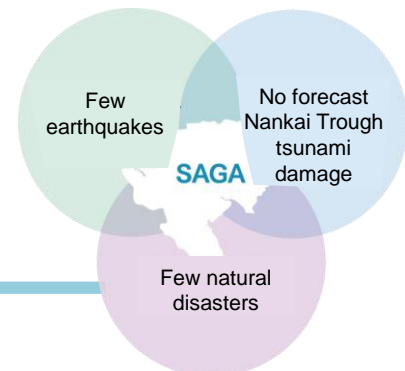 Few
earthquakes
No forecast
Nankai Trough
tsunami
damage
SAGA
Few natural
disasters